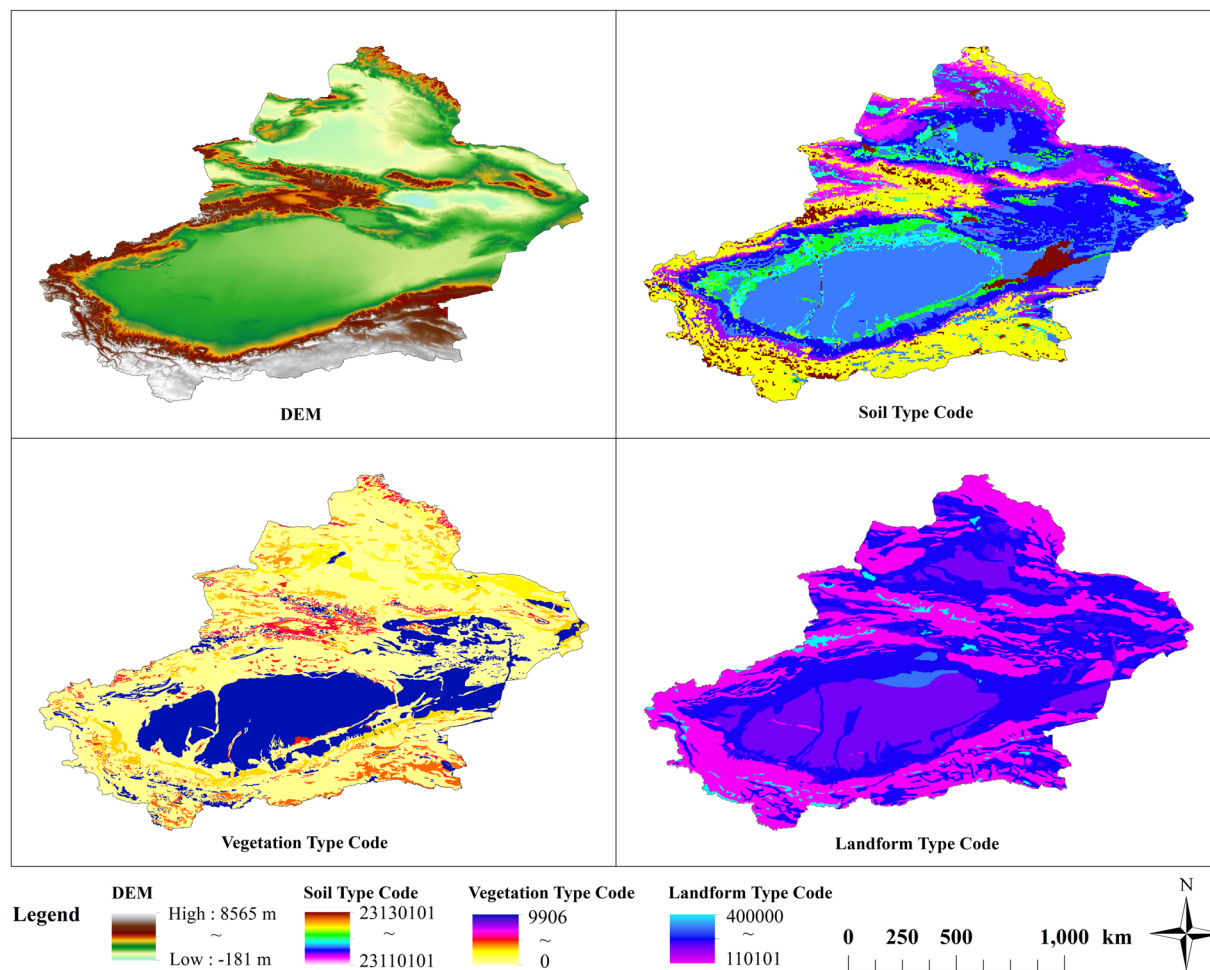 DEM
Soil Type Code
Vegetation Type Code
Landform Type Code
Legend
DEM
High : 8565 m
~
Low : -181 m
Soil Type Code
23130101
~
23110101
Vegetation Type Code
9906
~
0
Landform Type Code
400000
~
110101
N
0 250 500 1,000 km